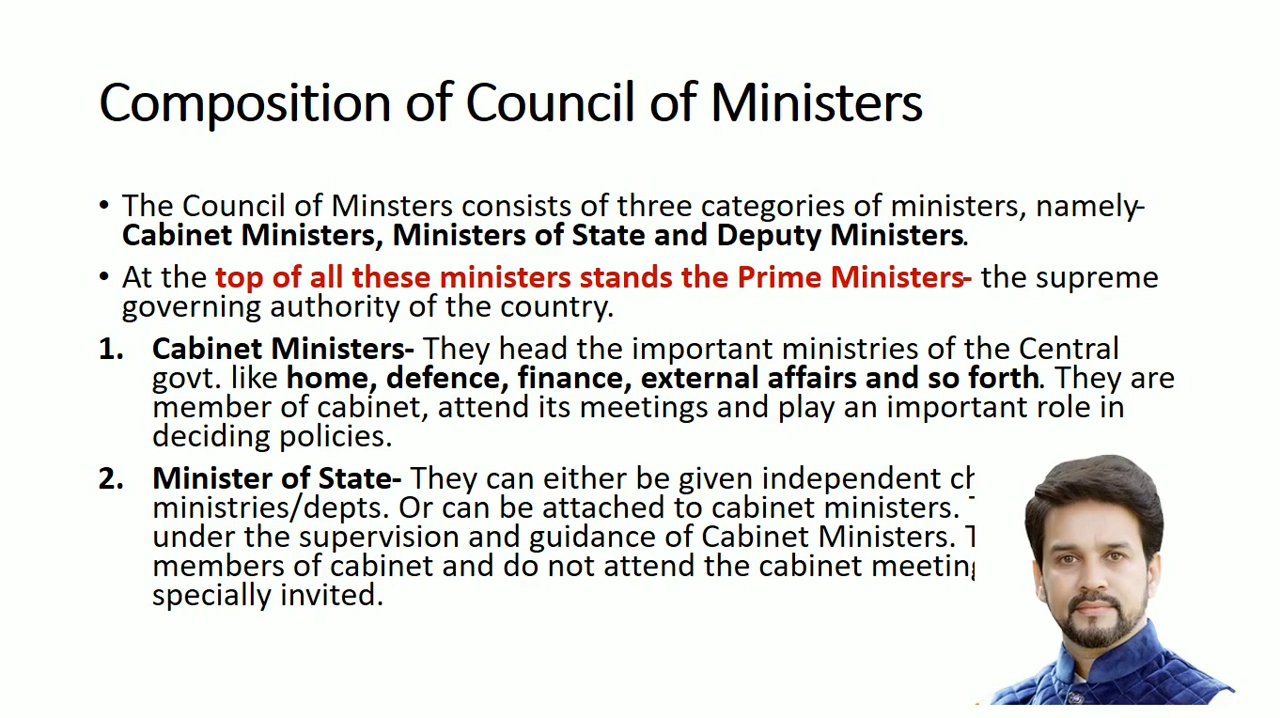 Composition of Council of Ministers
• The Council of Minsters consists of three categories of ministers, namely-
Cabinet Ministers, Ministers of State and Deputy Ministers.
• At the top of all these ministers stands the Prime Ministers- the supreme
governing authority of the country.
1. Cabinet Ministers- They head the important ministries of the Central
govt. like home, defence, finance, external affairs and so forth. They are
member of cabinet, attend its meetings and play an important role in
deciding policies.
2. Minister of State- They can either be given independent
ministries/depts. Or can be attached to cabinet ministers.
under the supervision and guidance of Cabinet Ministers.
members of cabinet and do not attend the cabinet
specially invited.